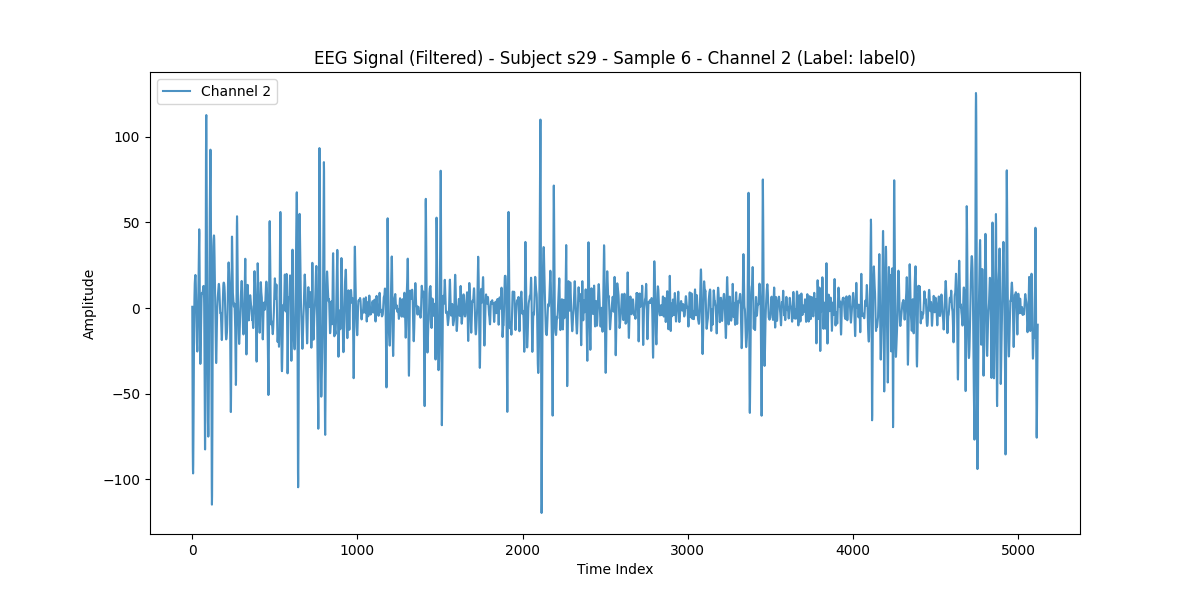 EEG Signal (Filtered) - Subject s29 - Sample 6 - Channel 2 (Label: label0)
Channel 2
100
50
0
−50
−100
Amplitude
0 1000 2000 3000 4000 5000
Time Index